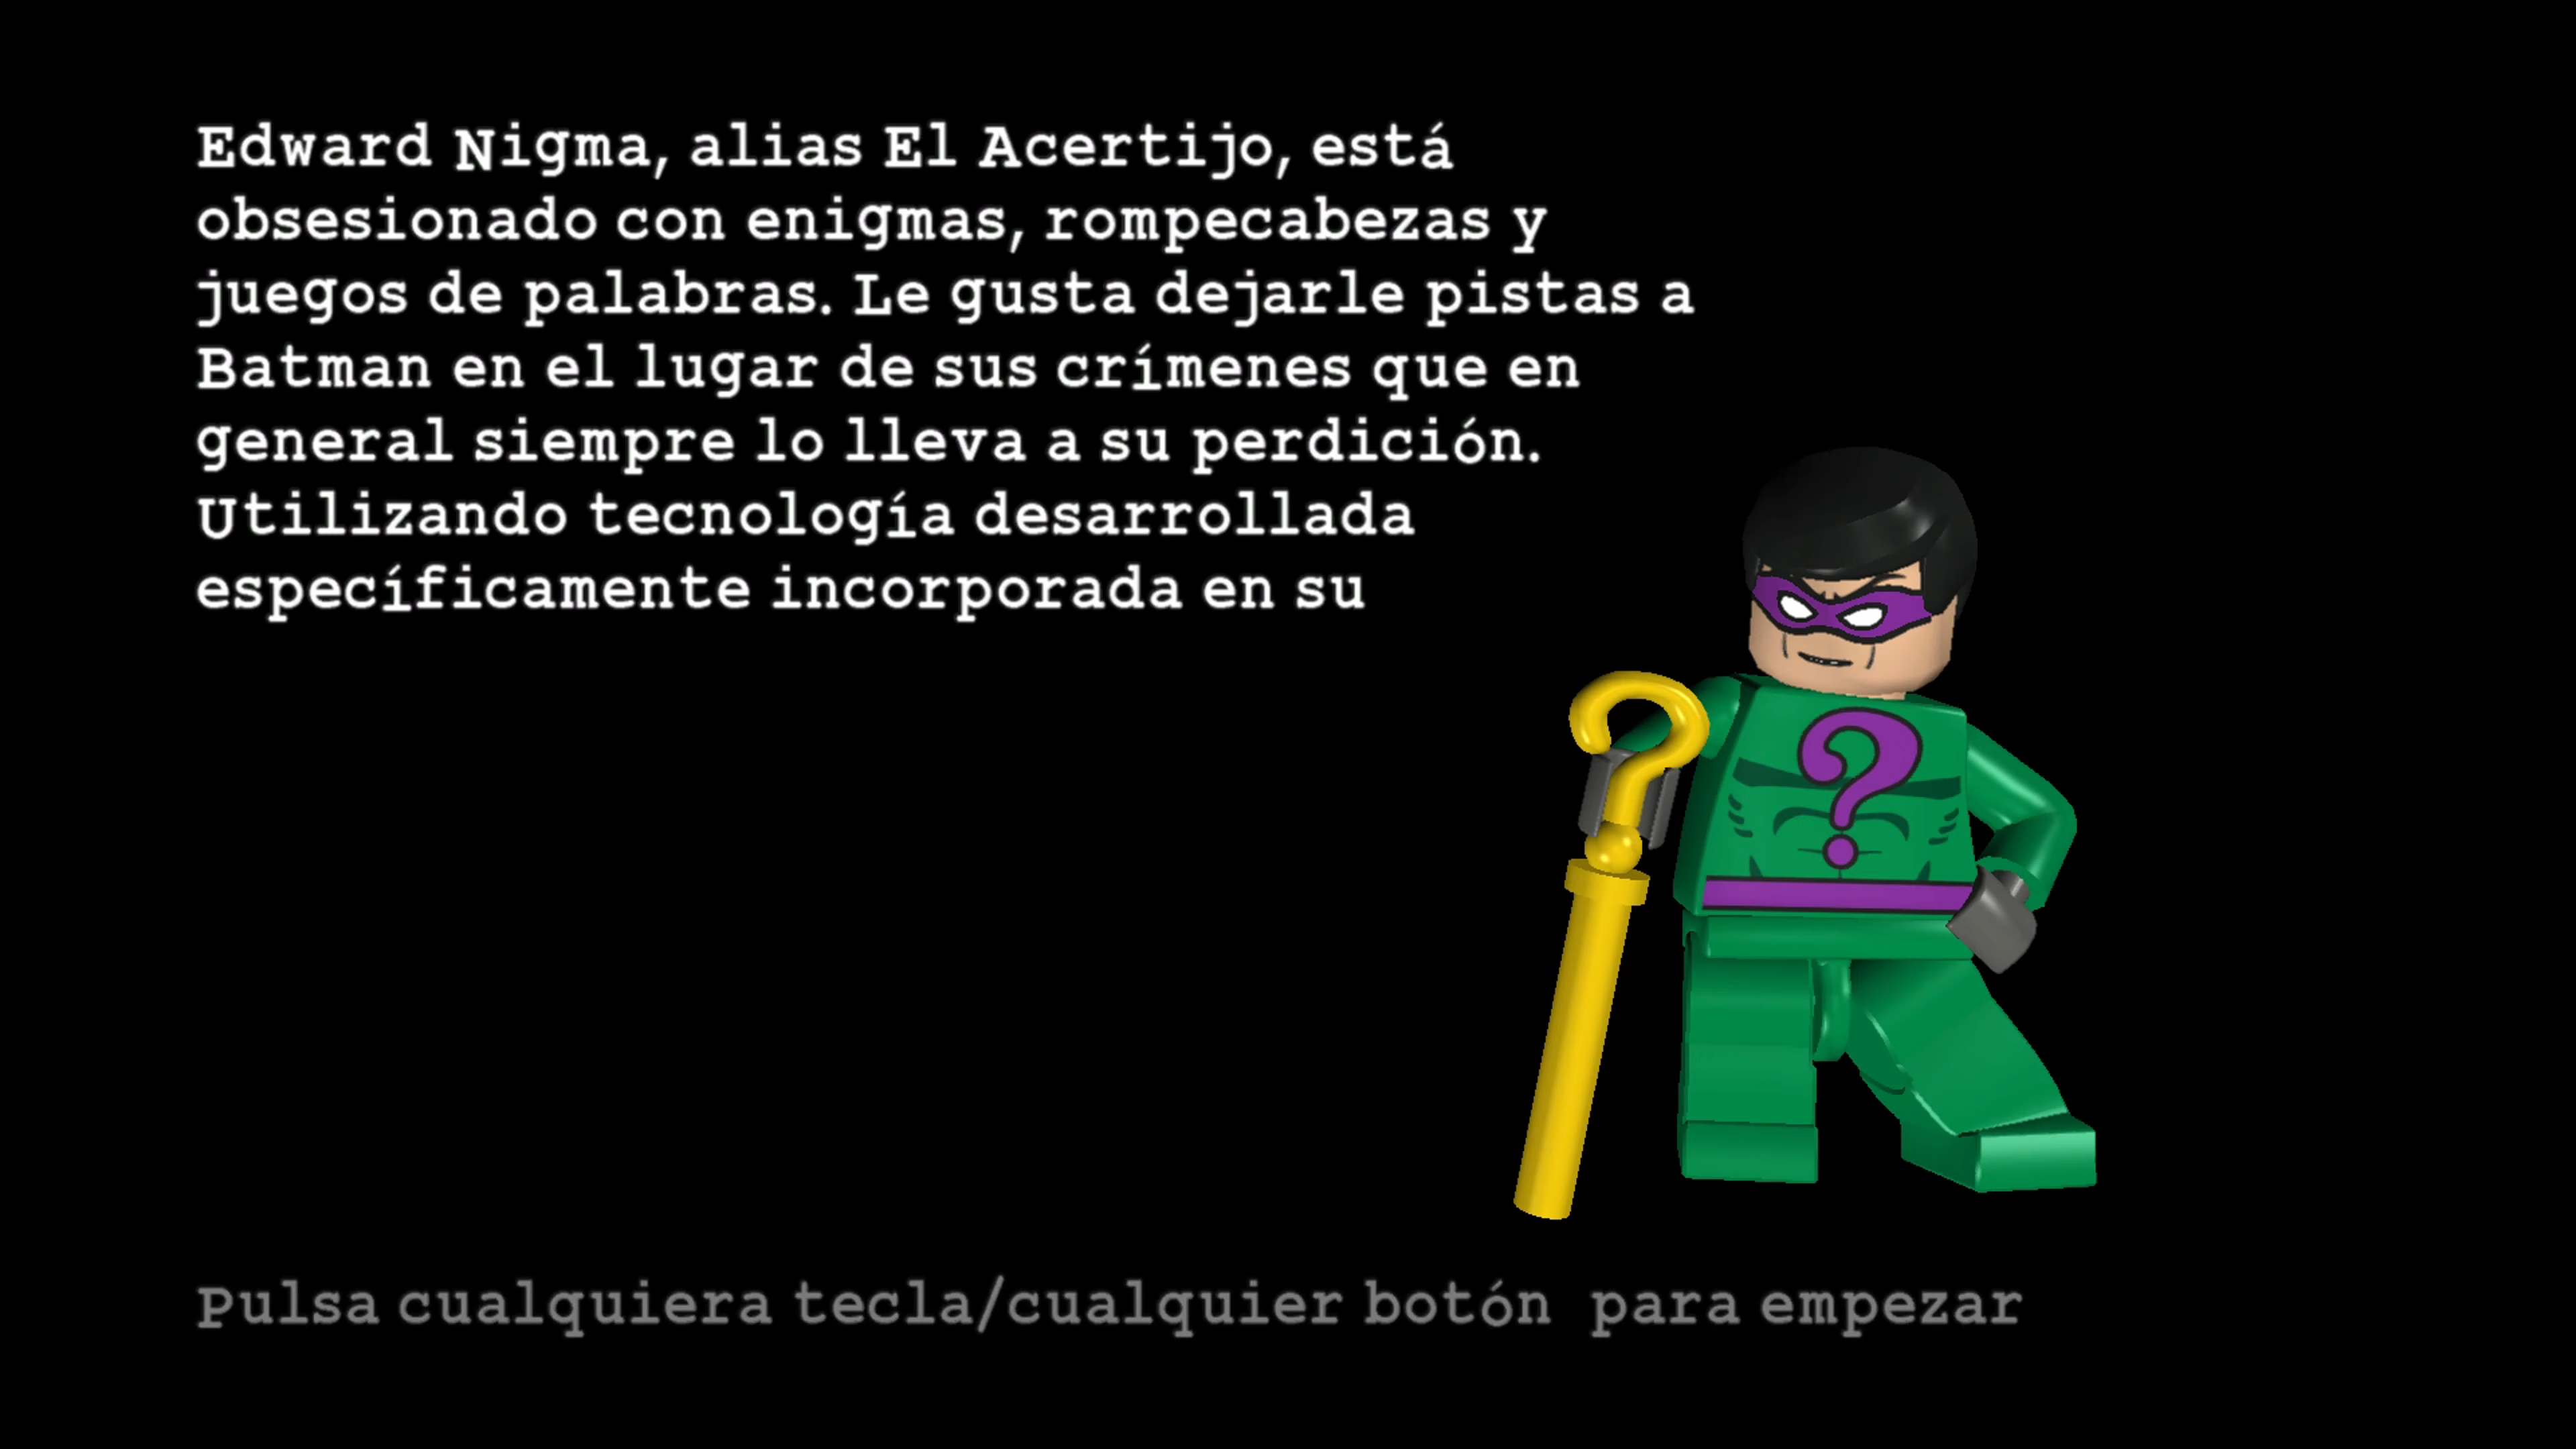 Edward Nigma, alias El Acertijo, está
obsesionado con enigmas, rompecabezas y
juegos de palabras. Le gusta dejarle pistas a
Batman en el lugar de sus crímenes que en
general siempre lo lleva a su perdición.
Utilizando tecnología desarrollada
específicamente incorporada en su
?
Pulsa cualquiera tecla/cualquier botón para empezar